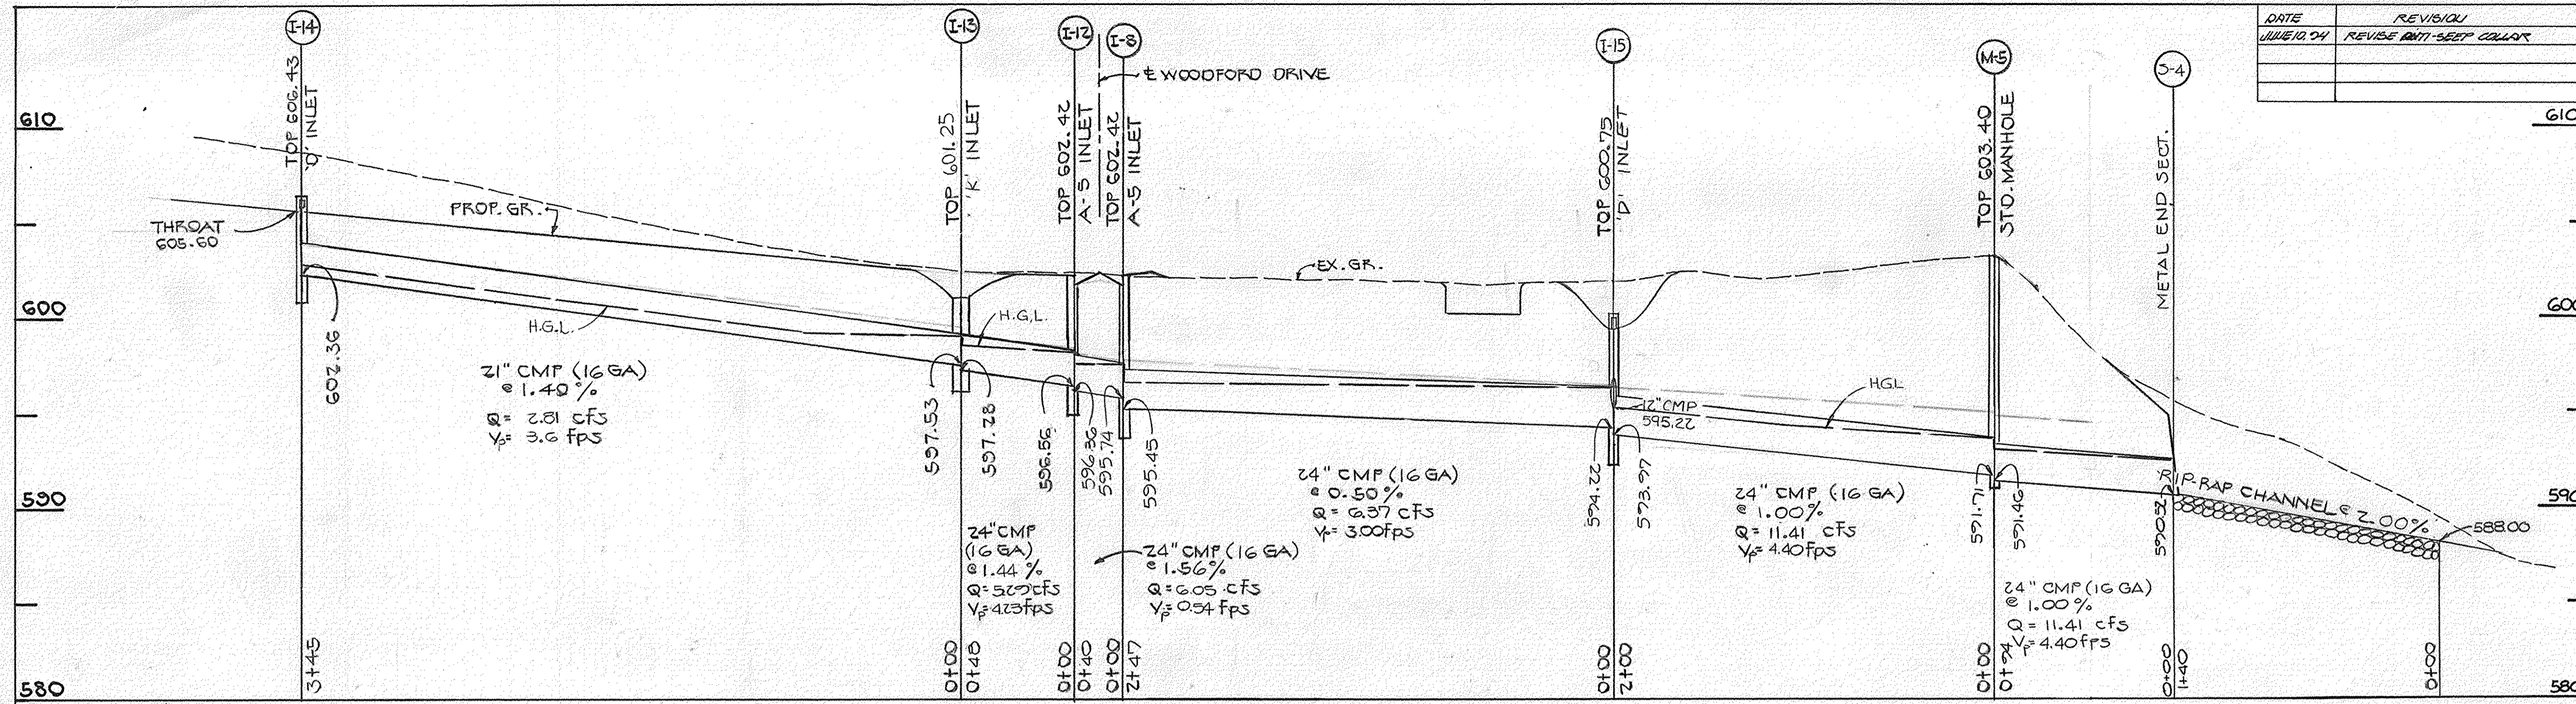 I-14
TOP 606.43
'D' INLET
THROAT
605.60
PROP. GR.
H.G.L.
602.36
21" CMP (16 GA)
@ 1.40%
Q= 2.81 cfs
Vp= 3.6 fps
3+45
I-13
TOP 601.25
'K' INLET
H.G.L.
597.53
597.28
24" CMP
(16 GA)
@ 1.44 %
Q= 5.29 cfs
Vp= 4.23 fps
0+00
0+48
I-12
TOP 602.42
A-5 INLET
℄ WOODFORD DRIVE
596.56
596.36
0+00
0+40
I-8
TOP 602.42
A-5 INLET
595.74
595.45
24" CMP (16 GA)
@ 1.56%
Q= 6.05 cfs
Vp= 0.54 fps
0+00
2+47
EX. GR.
24" CMP (16 GA)
@ 0.50%
Q= 6.37 cfs
Vp= 3.00 fps
I-15
TOP 600.75
'D' INLET
12" CMP
595.22
594.22
593.97
0+00
2+00
HGL
24" CMP (16 GA)
@ 1.00%
Q= 11.41 cfs
Vp= 4.40 fps
M-5
TOP 603.40
STD. MANHOLE
591.71
591.46
24" CMP (16 GA)
@ 1.00%
Q= 11.41 cfs
Vp= 4.40 fps
0+00
0+94
S-4
METAL END SECT.
590.52
RIP-RAP CHANNEL @ 2.00%
588.00
0+00
1+40
0+00
DATE REVISION
JUNE 10. 94 REVISE ANTI-SEEP COLLAR
610
600
590
580
610
600
590
580